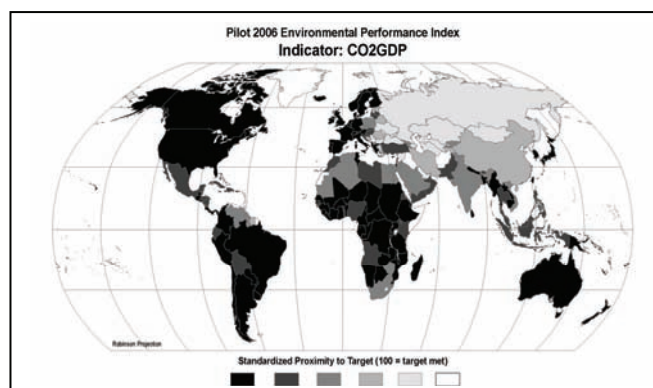 Pilot 2006 Environmental Performance Index
Indicator: CO2GDP
Robinson Projection
Standardized Proximity to Target (100 = target met)